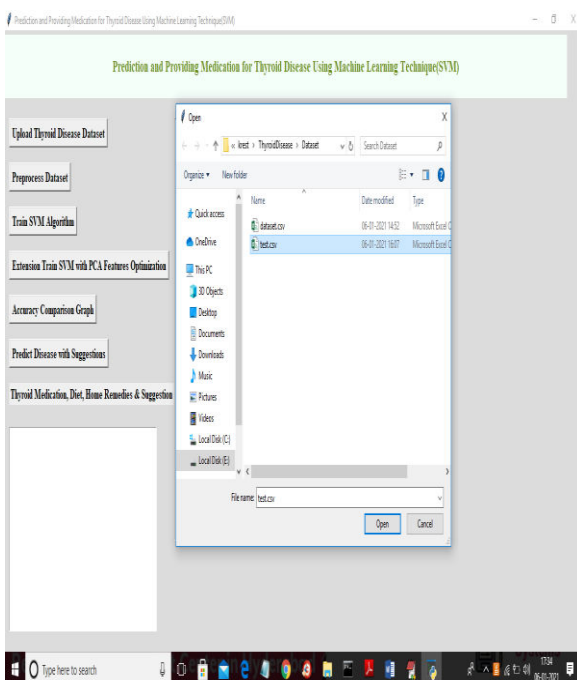 Prediction and Providing Medication for Thyroid Disease Using Machine Learning Technique(SVM)
Prediction and Providing Medication for Thyroid Disease Using Machine Learning Technique(SVM)
Upload Thyroid Disease Dataset
Preprocess Dataset
Train SVM Algorithm
Extension Train SVM with PCA Features Optimization
Accuracy Comparison Graph
Predict Disease with Suggestions
Thyroid Medication, Diet, Home Remedies & Suggestion
Open
« krest > ThyroidDisease > Dataset
Search Dataset
Organize
New folder
Name
Date modified
Type
Quick access
OneDrive
This PC
3D Objects
Desktop
Documents
Downloads
Music
Pictures
Videos
Local Disk (C:)
Local Disk (E:)
dataset.csv
06-01-2021 14:52
Microsoft Excel C
test.csv
06-01-2021 16:07
Microsoft Excel C
File name:
test.csv
Open
Cancel
Type here to search
17:34
06-01-2021